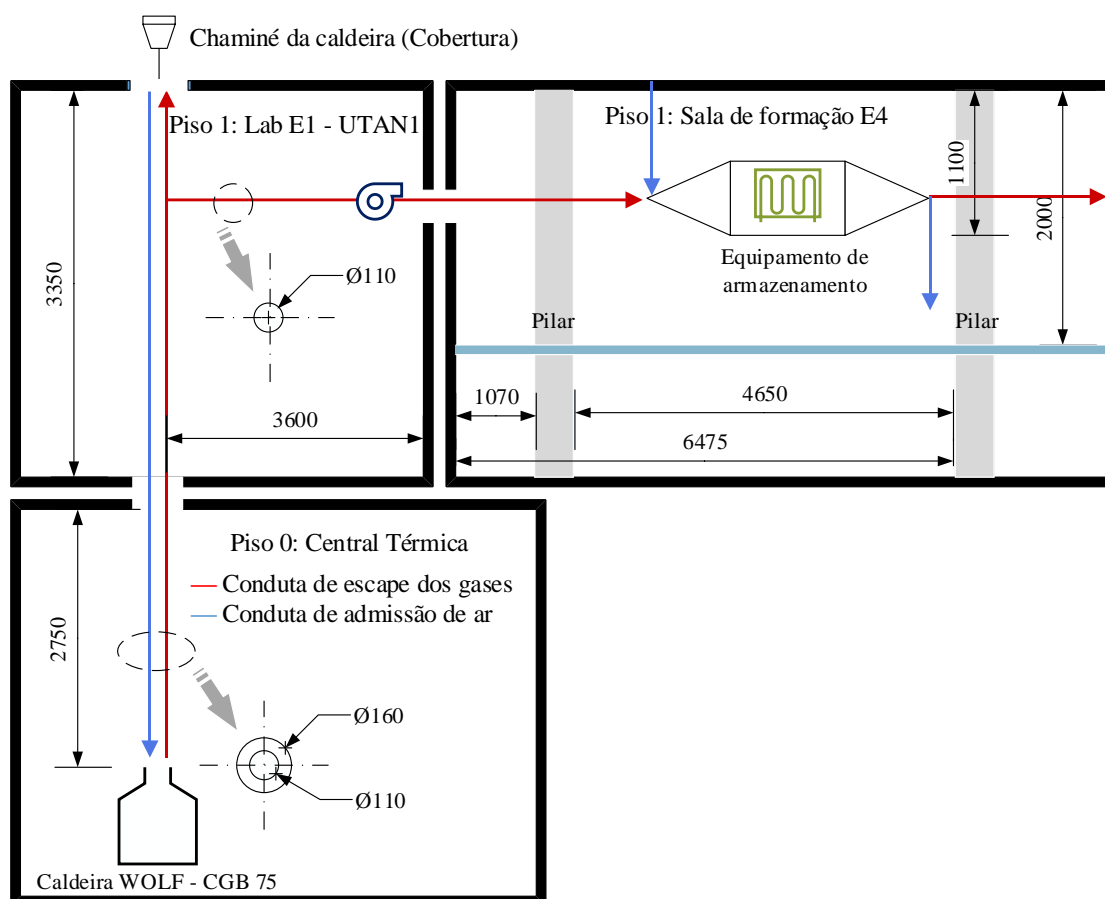 Chaminé da caldeira (Cobertura)
Piso 1: Lab E1 - UTAN1
Piso 1: Sala de formação E4
1100
2000
Ø110
3350
Equipamento de
armazenamento
Pilar
Pilar
1070
4650
3600
6475
Piso 0: Central Térmica
Conduta de escape dos gases
Conduta de admissão de ar
2750
Ø160
Ø110
Caldeira WOLF - CGB 75